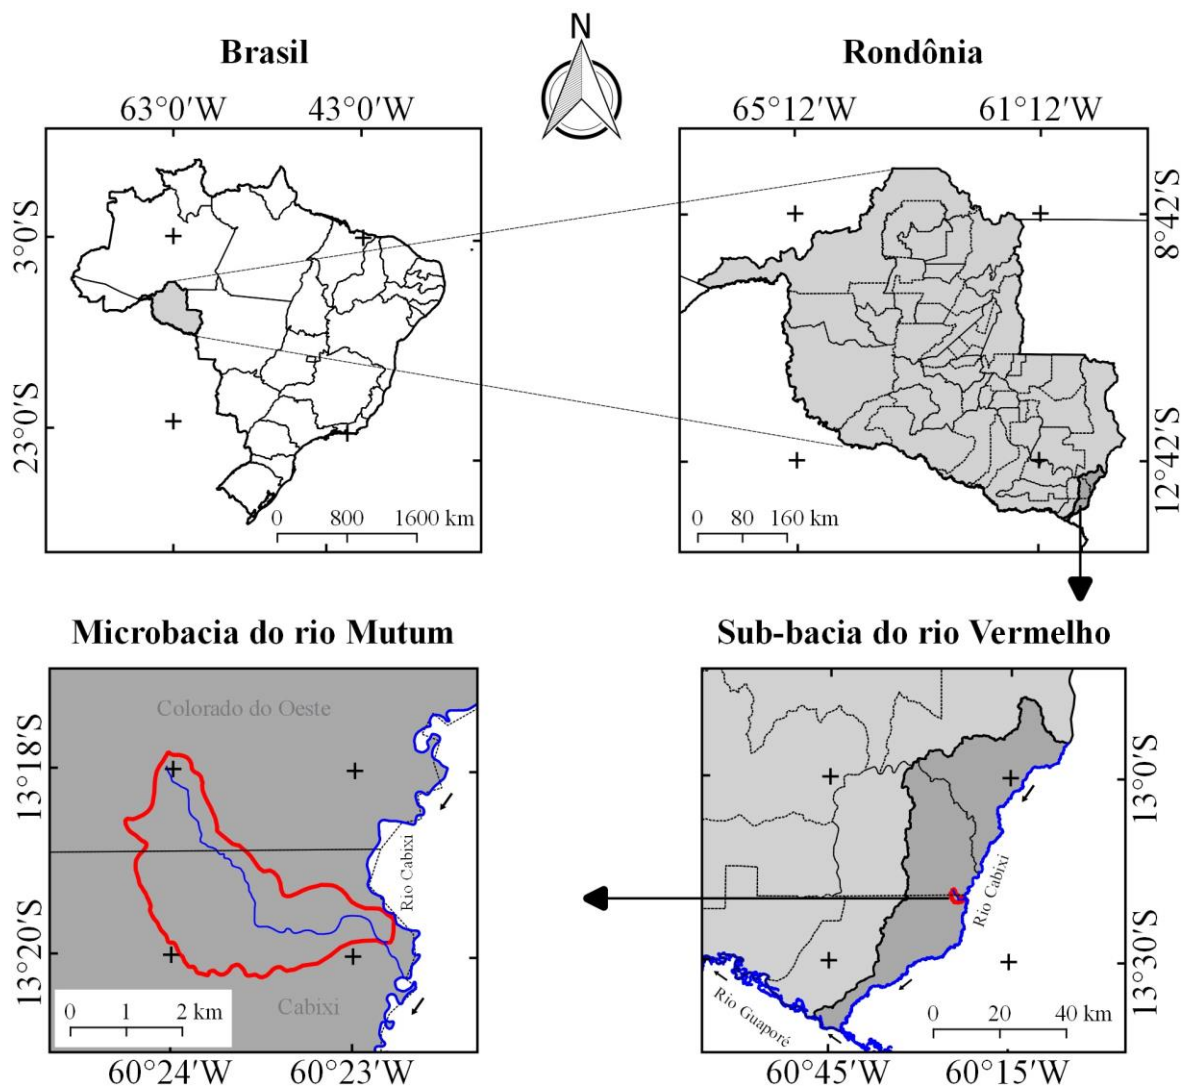 N
Brasil
63°0'W 43°0'W
3°0'S
23°0'S
0 800 1600 km
Rondônia
65°12'W 61°12'W
8°42'S
12°42'S
0 80 160 km
Microbacia do rio Mutum
Colorado do Oeste
13°18'S
Rio Cabixi
13°20'S
Cabixi
0 1 2 km
60°24'W 60°23'W
Sub-bacia do rio Vermelho
13°0'S
Rio Cabixi
13°30'S
Rio Guaporé
0 20 40 km
60°45'W 60°15'W